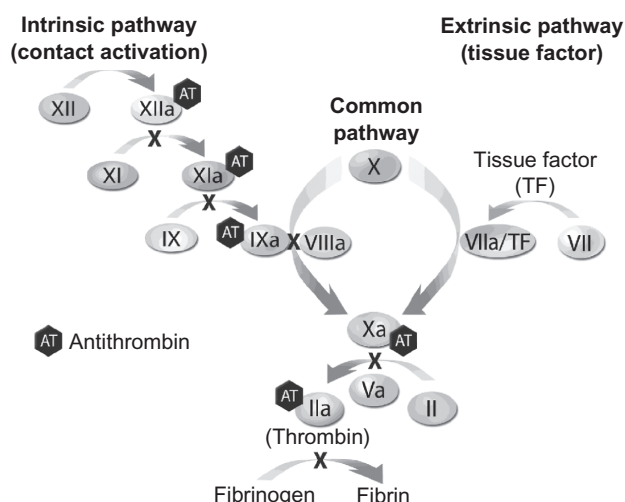 Intrinsic pathway
(contact activation)
Extrinsic pathway
(tissue factor)
AT
XII
XIIa
Common
pathway
X
XI
XIa
AT
X
Tissue factor
(TF)
X
IX
AT
IXa
X
VIIIa
VIIa/TF
VII
Xa
AT
AT
Antithrombin
X
AT
IIa
Va
II
(Thrombin)
X
Fibrinogen
Fibrin